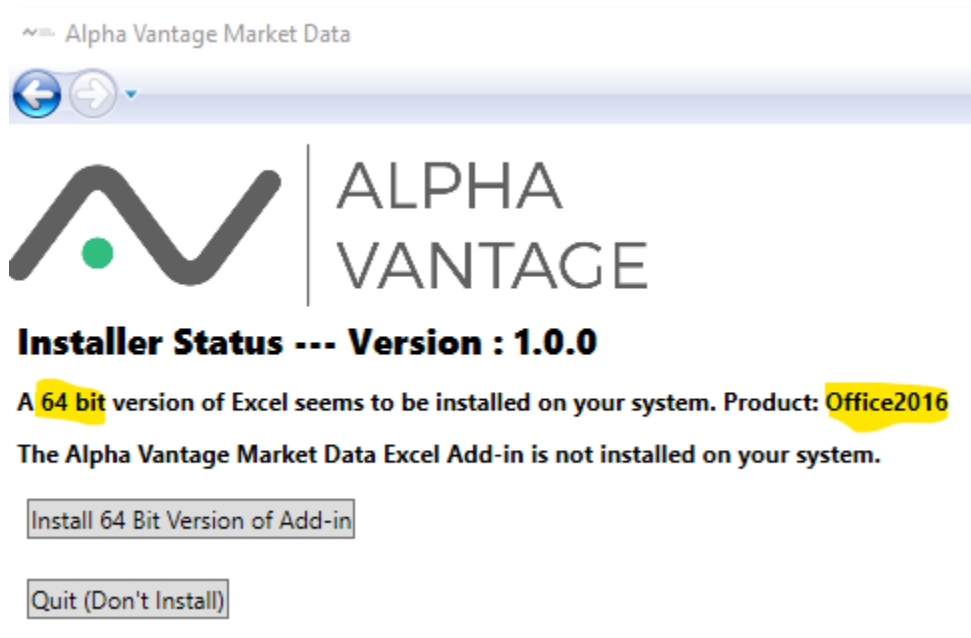 Alpha Vantage Market Data
ALPHA
VANTAGE
Installer Status --- Version : 1.0.0
A 64 bit version of Excel seems to be installed on your system. Product: Office2016
The Alpha Vantage Market Data Excel Add-in is not installed on your system.
Install 64 Bit Version of Add-in
Quit (Don't Install)